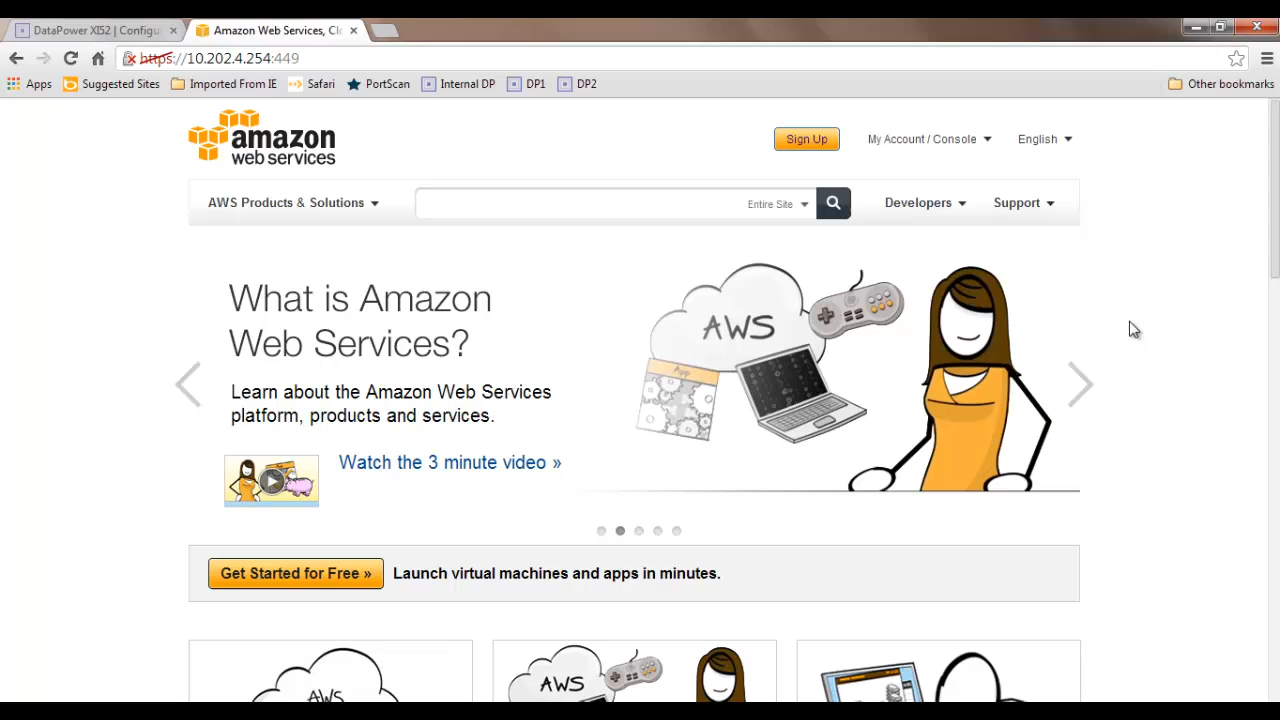 DataPower XI52 | Configu
Amazon Web Services, Clo
https://10.202.4.254:449
Apps
Suggested Sites
Imported From IE
Safari
PortScan
Internal DP
DP1
DP2
Other bookmarks
amazon
web services
Sign Up
My Account / Console
English
AWS Products & Solutions
Entire Site
Developers
Support
What is Amazon
Web Services?
Learn about the Amazon Web Services
platform, products and services.
Watch the 3 minute video »
AWS
App
Get Started for Free »
Launch virtual machines and apps in minutes.
AWS
AWS